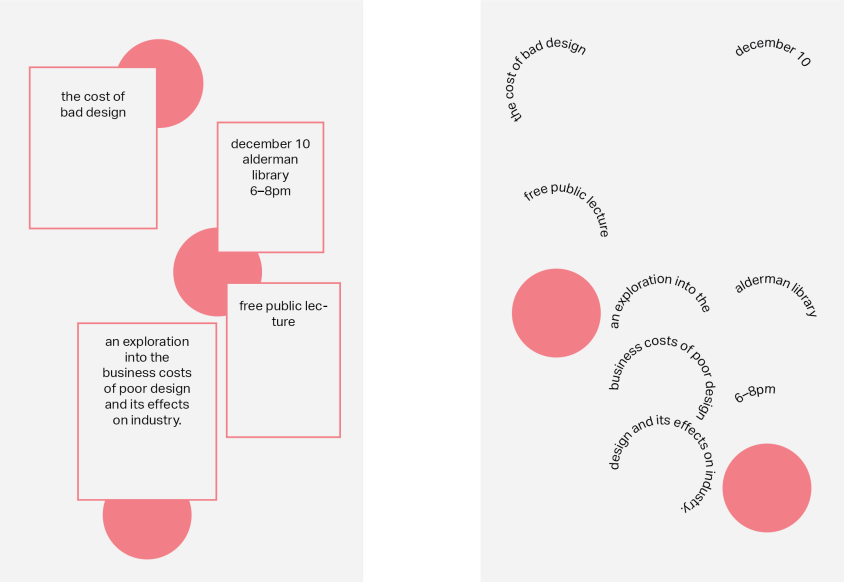 the cost of
bad design
december 10
alderman
library
6–8pm
free public lec-
ture
an exploration
into the
business costs
of poor design
and its effects
on industry.
the cost of bad design
december 10
free public lecture
an exploration into the
alderman library
business costs of poor design
6–8pm
design and its effects on industry.